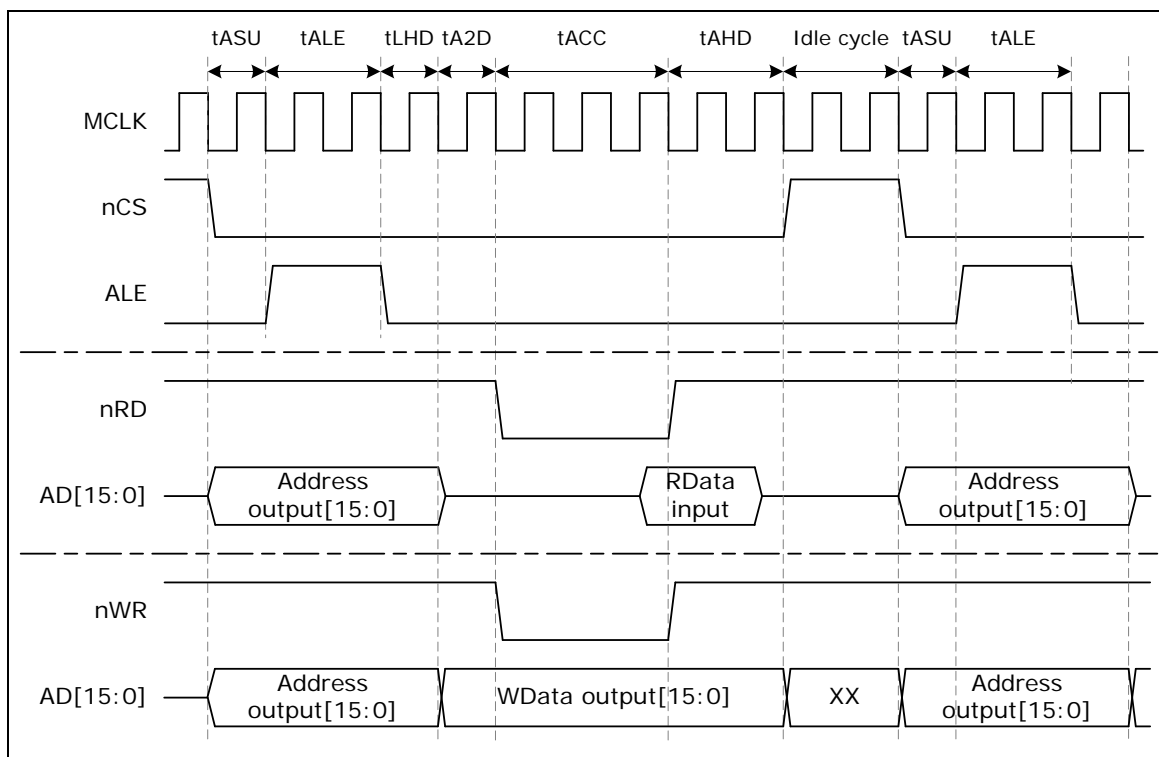 tASU tALE tLHD tA2D tACC tAHD Idle cycle tASU tALE
MCLK
nCS
ALE
nRD
AD[15:0]
Address
output[15:0]
RData
input
Address
output[15:0]
nWR
AD[15:0]
Address
output[15:0]
WData output[15:0]
XX
Address
output[15:0]